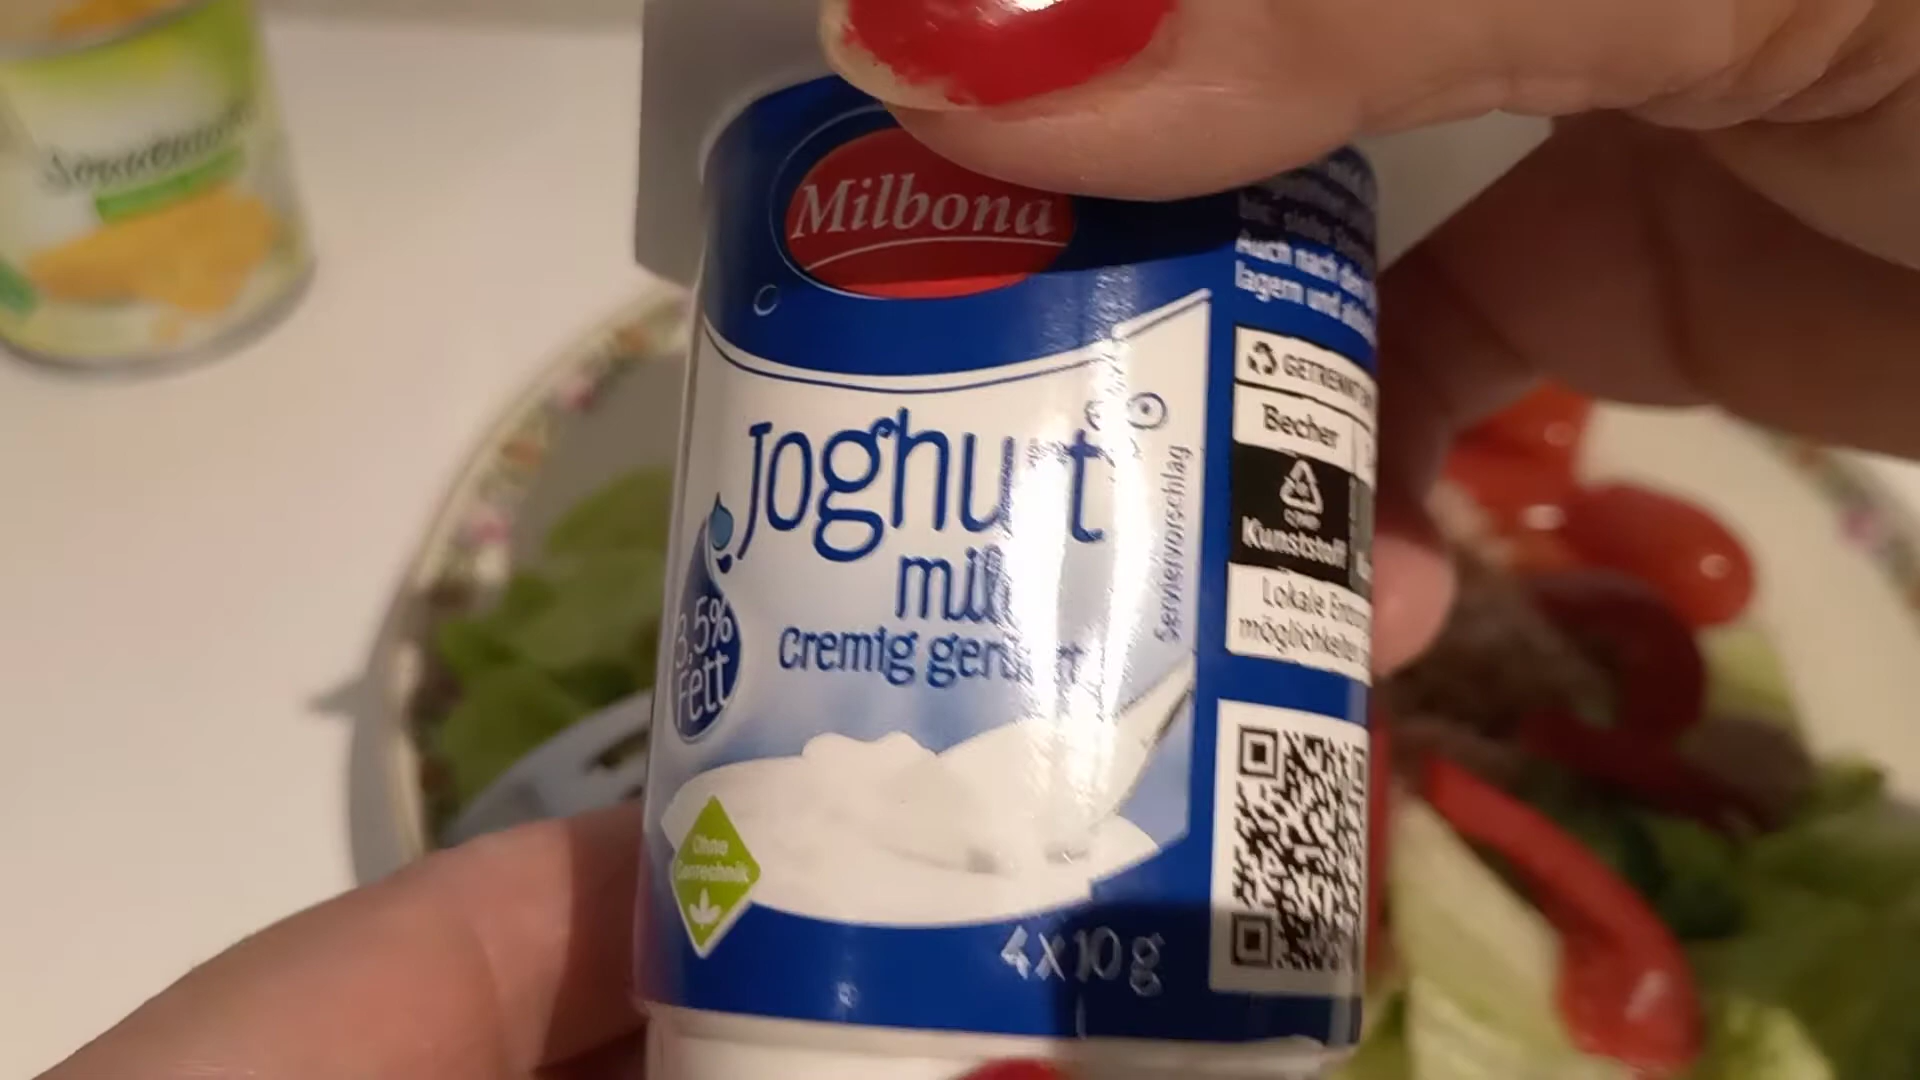 Milbona
Joghurt
mild
cremig gerührt
3,5%
Fett
Serviervorschlag
Ohne
Gentechnik
4x10g
Auch nach dem
lagern und
GETRENNT
Becher
Kunststoff
Lokale
möglichkeiten